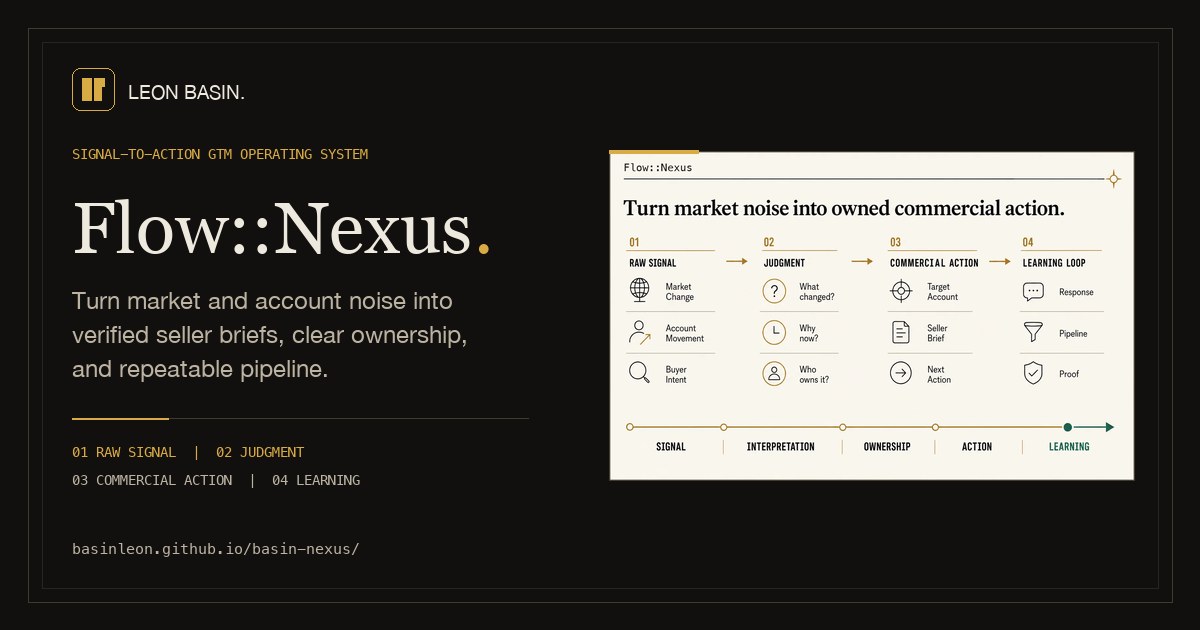 LEON BASIN.
SIGNAL—TO—ACTION GTM OPERATING SYSTEM
Flow::Nexus.
Turn market and account noise into
verified seller briefs, clear ownership,
and repeatable pipeline.
01 RAW SIGNAL | 02 JUDGMENT
03 COMMERCIAL ACTION | 04 LEARNING
basinleon.github.io/basin-nexus/
Flow::Nexus
Turn market noise into owned commercial action.
01
RAW SIGNAL
Market
Change
Account
Movement
Buyer
Intent
02
JUDGMENT
?
What
changed?
Why
now?
Who
owns it?
03
COMMERCIAL ACTION
Target
Account
Seller
Brief
Next
Action
04
LEARNING LOOP
Response
Pipeline
Proof
SIGNAL | INTERPRETATION | OWNERSHIP | ACTION | LEARNING